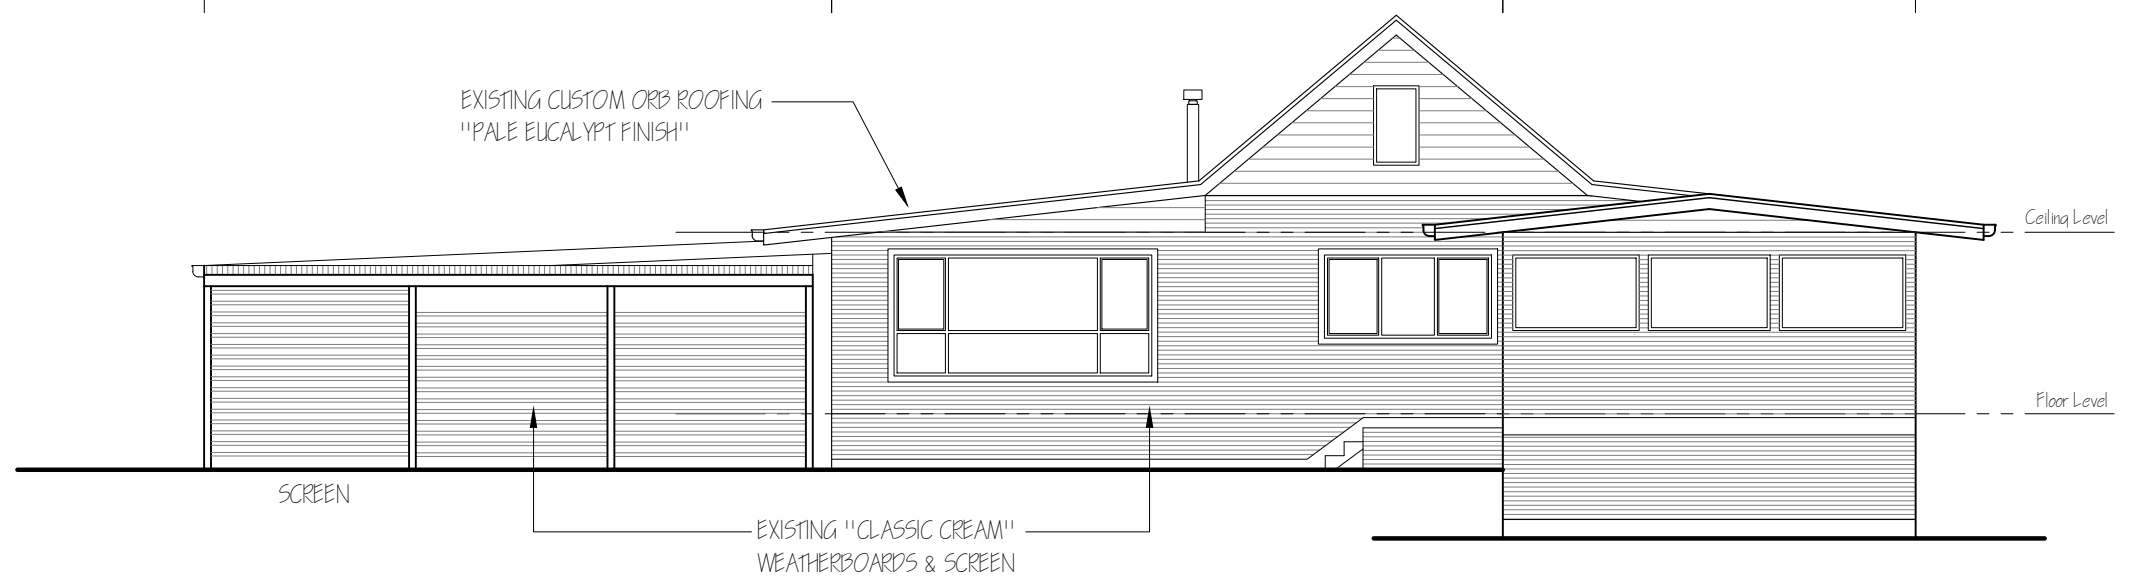 EXISTING CUSTOM ORB ROOFING
"PALE EUCALYPT FINISH"
Ceiling Level
Floor Level
SCREEN
EXISTING "CLASSIC CREAM"
WEATHERBOARDS & SCREEN